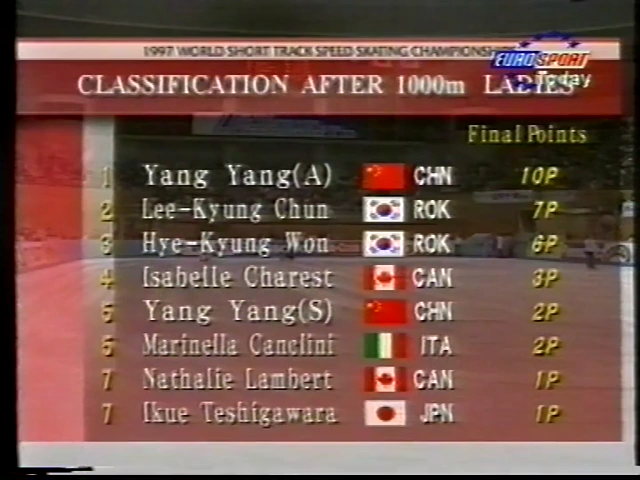 1997 WORLD SHORT TRACK SPEED SKATING CHAMPIONSHIPS
EUROSPORT
Today
CLASSIFICATION AFTER 1000m LADIES
Final Points
1 Yang Yang(A) CHN 10P
2 Lee-Kyung Chun ROK 7P
3 Hye-Kyung Won ROK 6P
4 Isabelle Charest CAN 3P
5 Yang Yang(S) CHN 2P
6 Marinella Canclini ITA 2P
7 Nathalie Lambert CAN 1P
7 Ikue Teshigawara JPN 1P